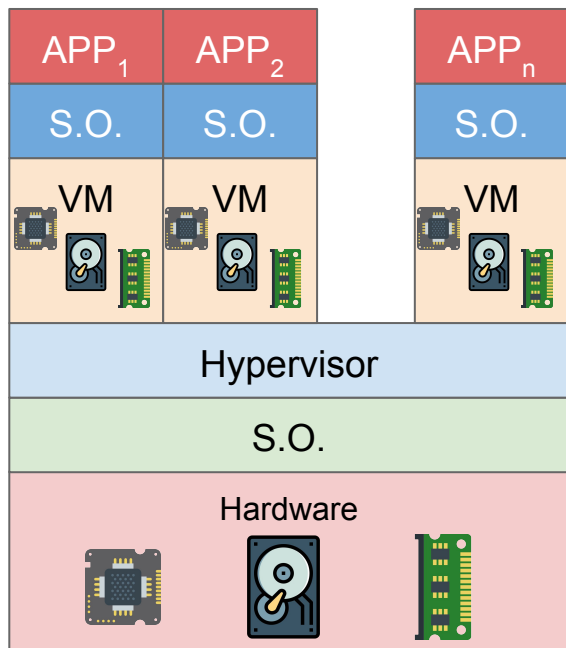 APP₁ APP₂ APPₙ
S.O. S.O. S.O.
VM VM VM
Hypervisor
S.O.
Hardware